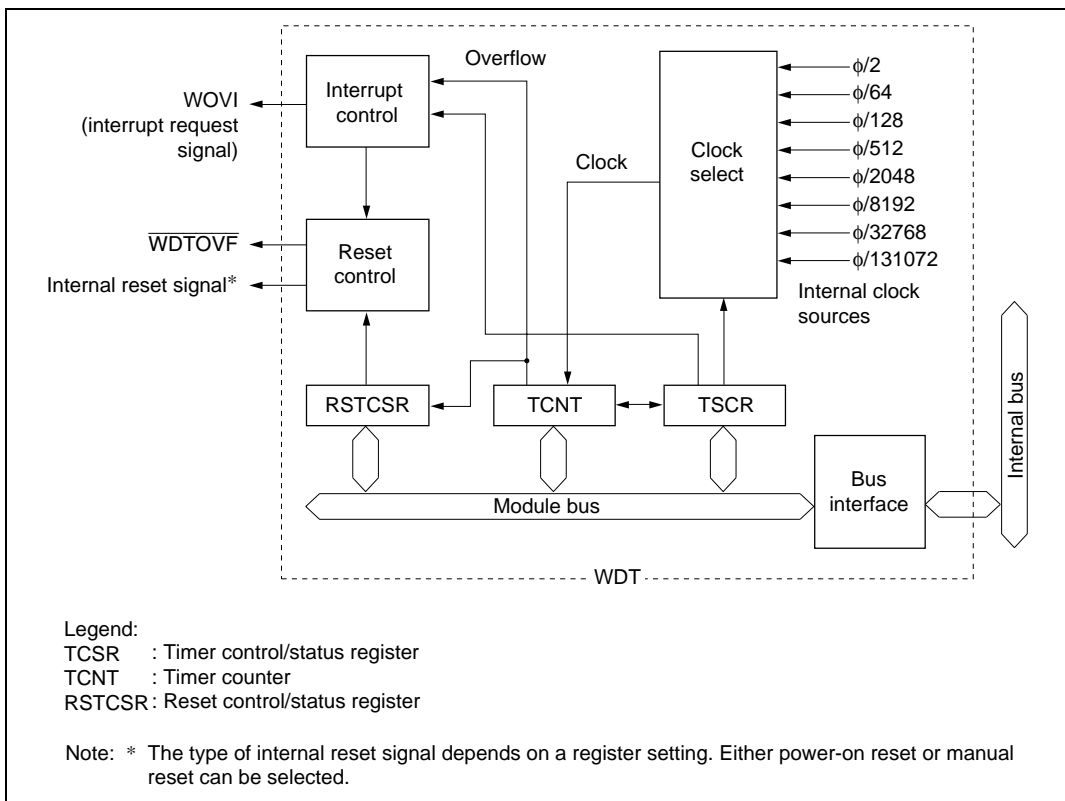 Overflow
Interrupt
control
WOVI
(interrupt request
signal)
Clock
Clock
select
ϕ/2
ϕ/64
ϕ/128
ϕ/512
ϕ/2048
ϕ/8192
ϕ/32768
ϕ/131072
Internal clock
sources
WDTOVF
Internal reset signal*
Reset
control
RSTCSR
TCNT
TSCR
Module bus
Bus
interface
Internal bus
WDT
Legend:
TCSR : Timer control/status register
TCNT : Timer counter
RSTCSR : Reset control/status register
Note: * The type of internal reset signal depends on a register setting. Either power-on reset or manual
reset can be selected.